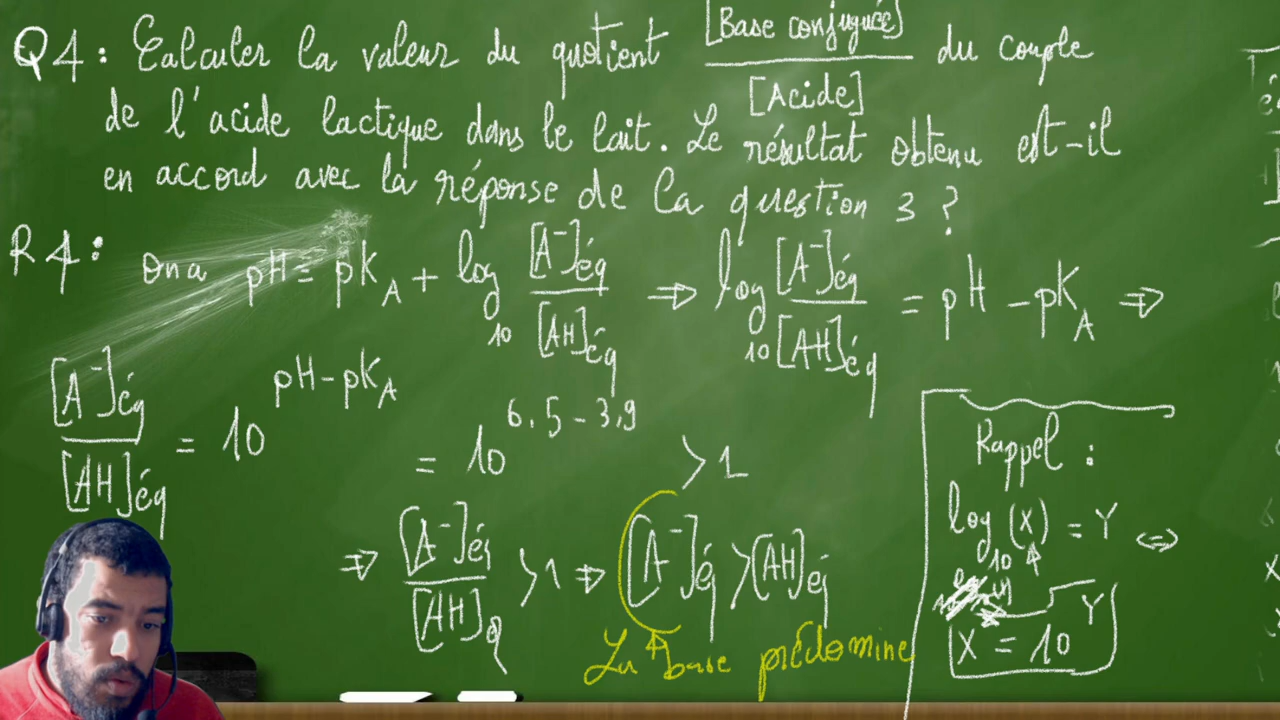 Q4 : Calculer la valeur du quotient [Base conjuguée] / [Acide] du couple
de l'acide lactique dans le lait. Le résultat obtenu est-il
en accord avec la réponse de la question 3 ?
R4 : On a pH = pK_A + log_10 [A^-]éq / [AH]éq ⇒ log_10 [A^-]éq / [AH]éq = pH - pK_A ⇒
[A^-]éq / [AH]éq = 10^(pH-pK_A) = 10^(6,5-3,9) > 1
⇒ [A^-]éq / [AH]q > 1 ⇒ [A^-]éq > [AH]éq
La base prédomine
Rappel :
log_10 (X) = Y ⇔
X = 10^Y